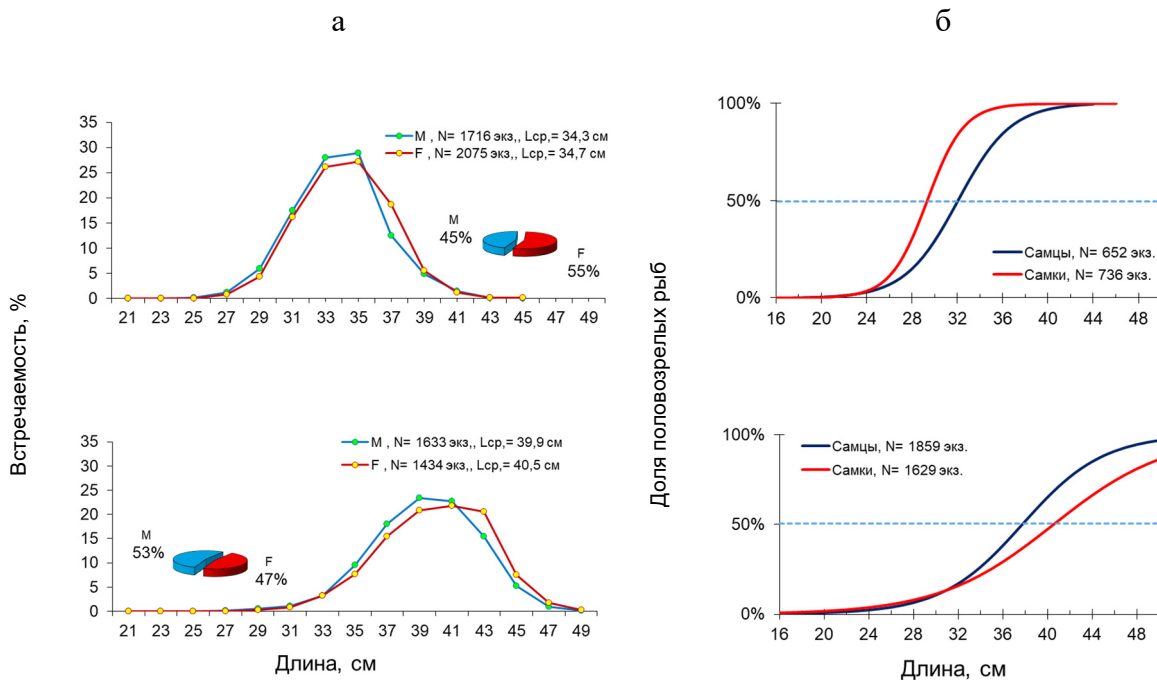 а
б
Встречаемость, %
35
30
25
20
15
10
5
0
M , N= 1716 экз,, Lср,= 34,3 см
F , N= 2075 экз,, Lср,= 34,7 см
M
45%
F
55%
21 23 25 27 29 31 33 35 37 39 41 43 45 47 49
35
30
25
20
15
10
5
0
M , N= 1633 экз,, Lср,= 39,9 см
F , N= 1434 экз,, Lср,= 40,5 см
M
53%
F
47%
21 23 25 27 29 31 33 35 37 39 41 43 45 47 49
Длина, см
Доля половозрелых рыб
100%
50%
0%
Самцы, N= 652 экз.
Самки, N= 736 экз.
16 20 24 28 32 36 40 44 48
100%
50%
0%
Самцы, N= 1859 экз.
Самки, N= 1629 экз.
16 20 24 28 32 36 40 44 48
Длина, см